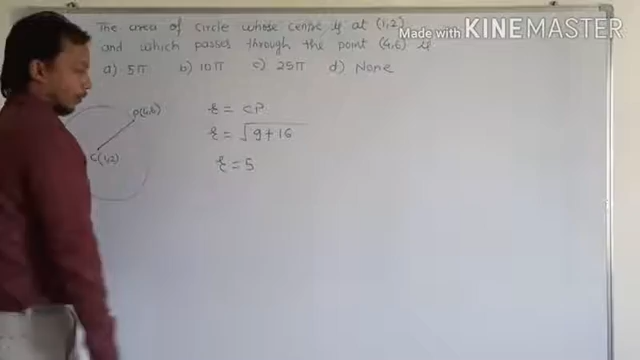 The area of circle whose centre is at (1,2)
and which passes through the point (4,6) is
a) 5π b) 10π c) 25π d) None
P(4,6)
C(1,2)
r = CP
r = √9+16
r = 5
Made with KINEMASTER